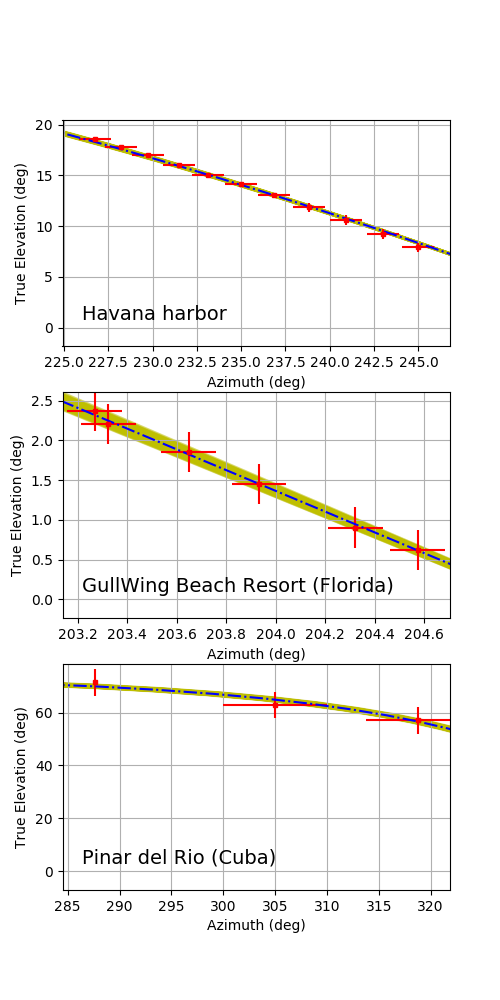 20
15
10
5
0
True Elevation (deg)
Havana harbor
225.0 227.5 230.0 232.5 235.0 237.5 240.0 242.5 245.0
Azimuth (deg)
2.5
2.0
1.5
1.0
0.5
0.0
True Elevation (deg)
GullWing Beach Resort (Florida)
203.2 203.4 203.6 203.8 204.0 204.2 204.4 204.6
Azimuth (deg)
60
40
20
0
True Elevation (deg)
Pinar del Rio (Cuba)
285 290 295 300 305 310 315 320
Azimuth (deg)